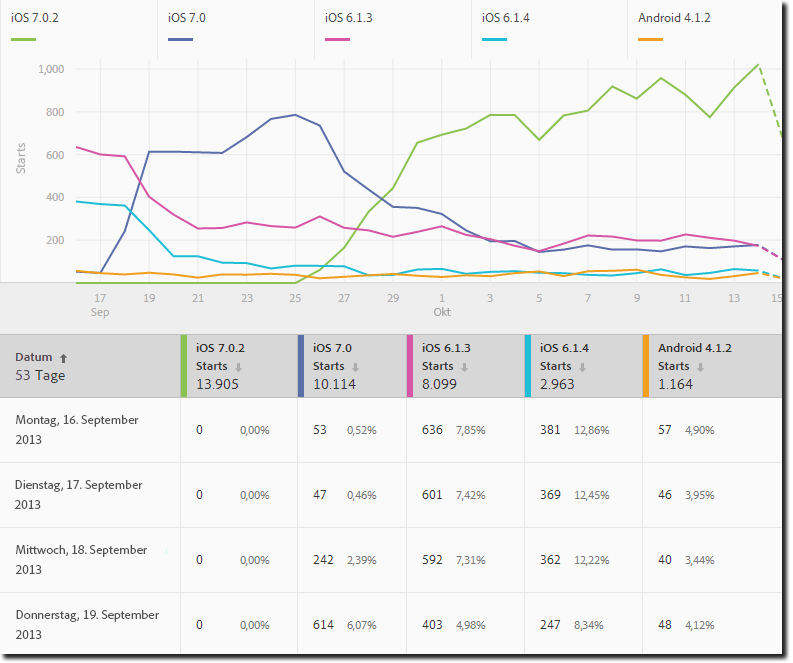 iOS 7.0.2 iOS 7.0 iOS 6.1.3 iOS 6.1.4 Android 4.1.2
1,000
800
600
400
200
Starts
17 19 21 23 25 27 29 1 3 5 7 9 11 13 15
Sep Okt
Datum
53 Tage
iOS 7.0.2 iOS 7.0 iOS 6.1.3 iOS 6.1.4 Android 4.1.2
Starts Starts Starts Starts Starts
13.905 10.114 8.099 2.963 1.164
Montag, 16. September
2013
0 0,00% 53 0,52% 636 7,85% 381 12,86% 57 4,90%
Dienstag, 17. September
2013
0 0,00% 47 0,46% 601 7,42% 369 12,45% 46 3,95%
Mittwoch, 18. September
2013
0 0,00% 242 2,39% 592 7,31% 362 12,22% 40 3,44%
Donnerstag, 19. September
2013
0 0,00% 614 6,07% 403 4,98% 247 8,34% 48 4,12%